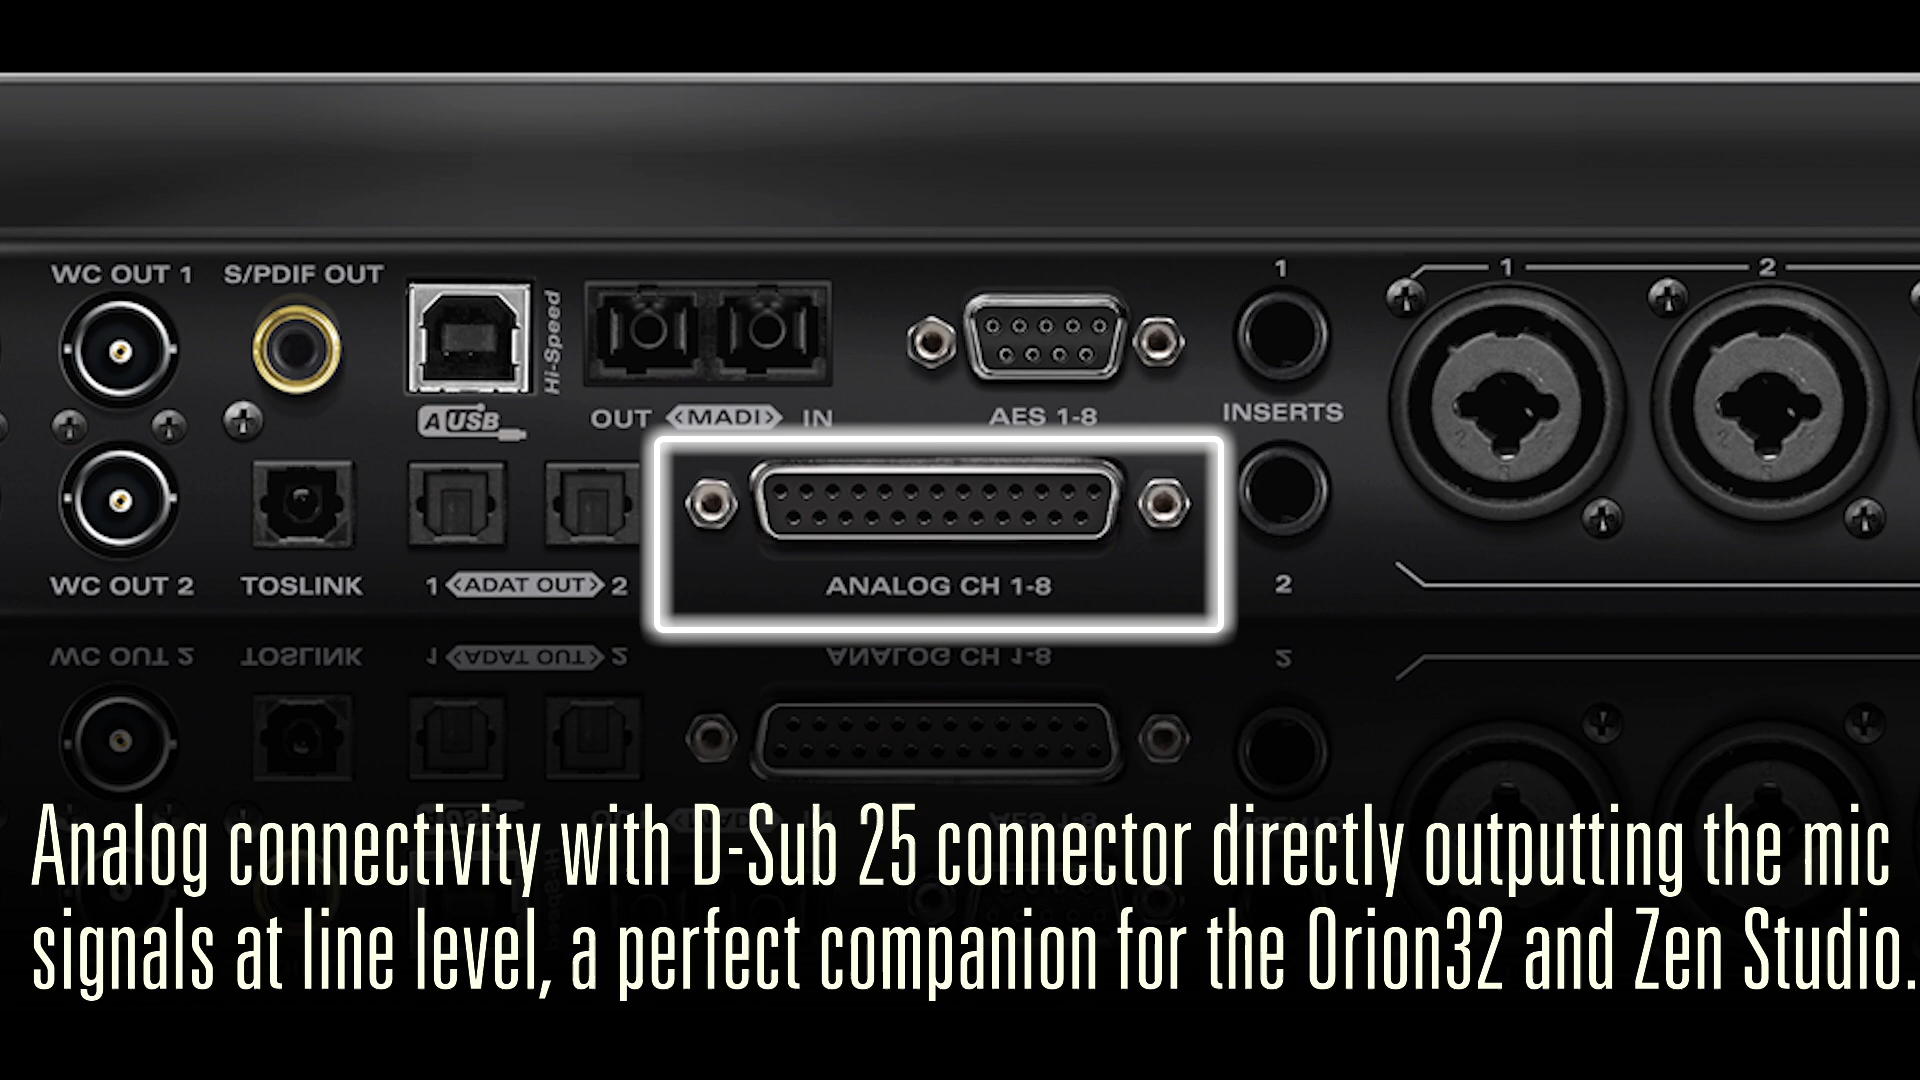 WC OUT 1 S/PDIF OUT Hi-Speed 1 1 2
A USB OUT <MADI> IN AES 1-8 INSERTS
WC OUT 2 TOSLINK 1 <ADAT OUT> 2 ANALOG CH 1-8 2
Analog connectivity with D-Sub 25 connector directly outputting the mic
signals at line level, a perfect companion for the Orion32 and Zen Studio.